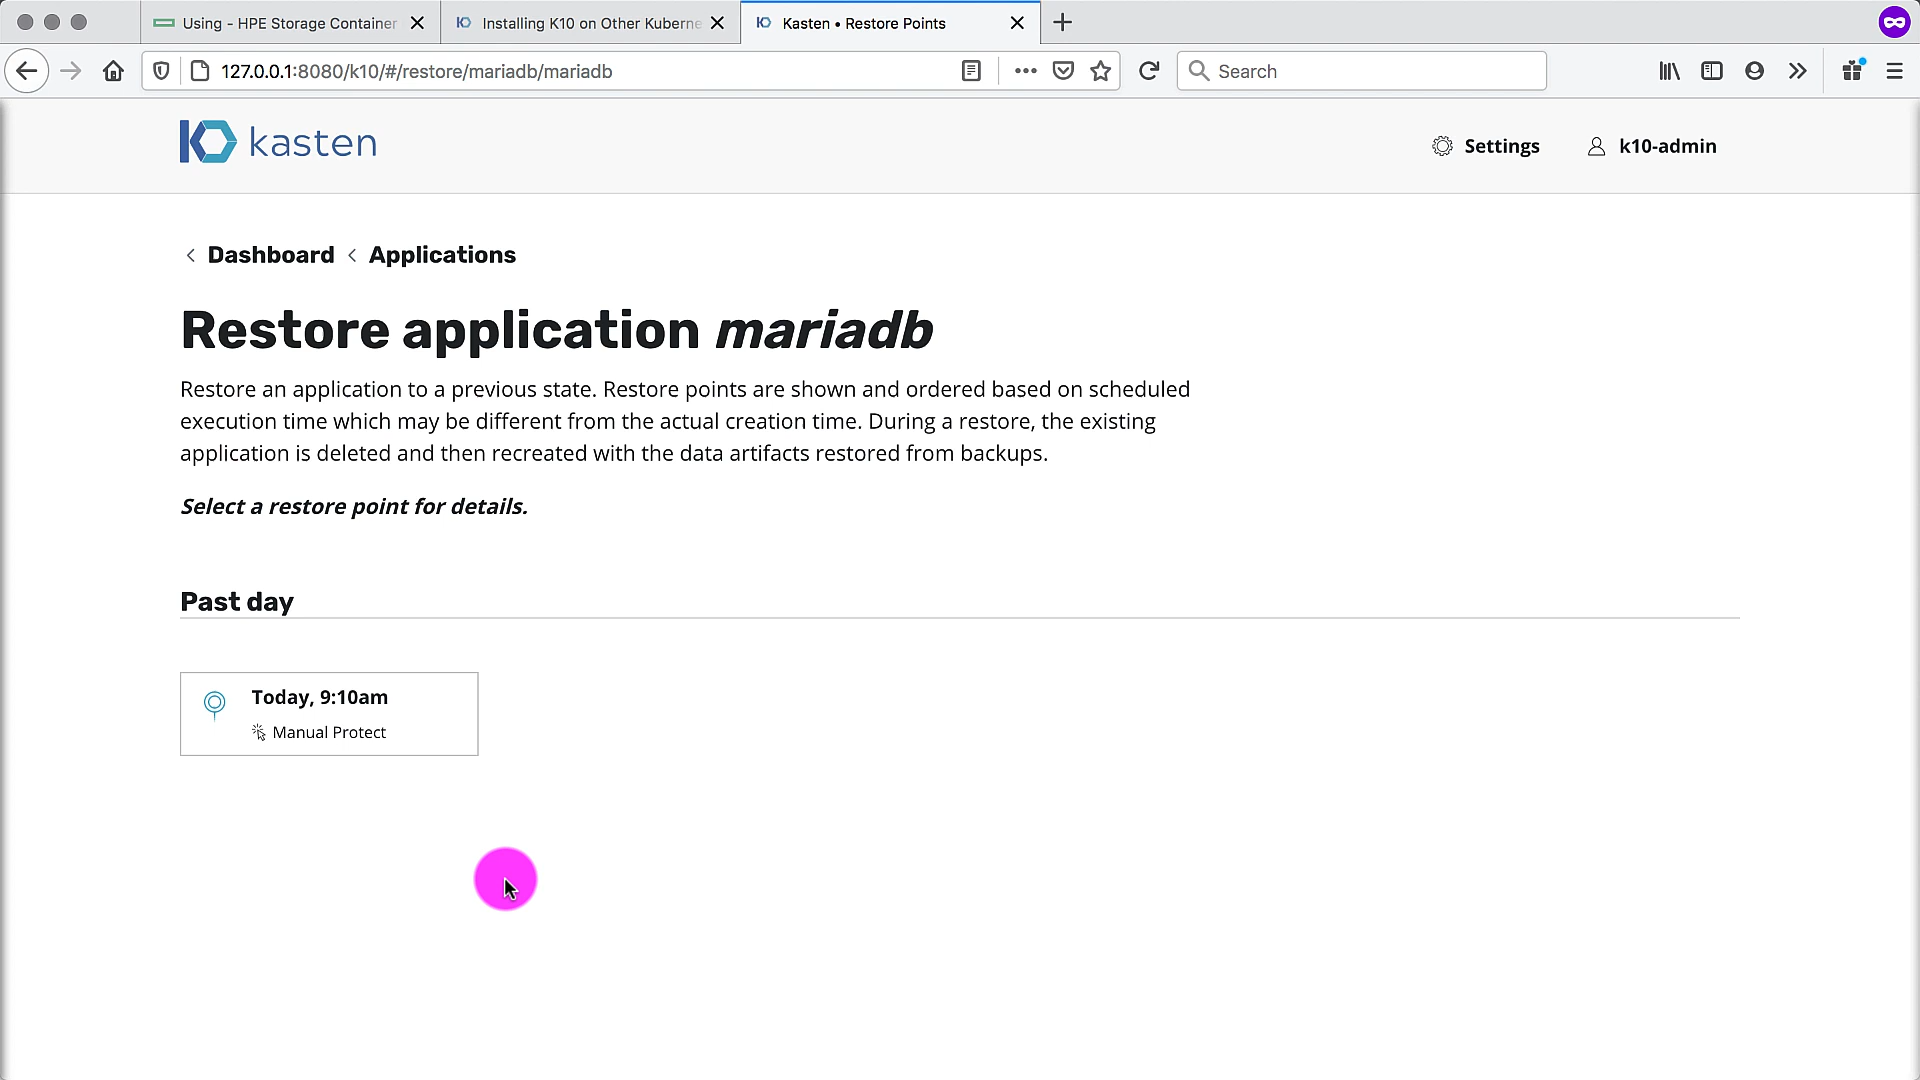 Using - HPE Storage Container
Installing K10 on Other Kuberne
Kasten • Restore Points
127.0.0.1:8080/k10/#/restore/mariadb/mariadb
Search
kasten
Settings
k10-admin
Dashboard
Applications
Restore application mariadb
Restore an application to a previous state. Restore points are shown and ordered based on scheduled
execution time which may be different from the actual creation time. During a restore, the existing
application is deleted and then recreated with the data artifacts restored from backups.
Select a restore point for details.
Past day
Today, 9:10am
Manual Protect